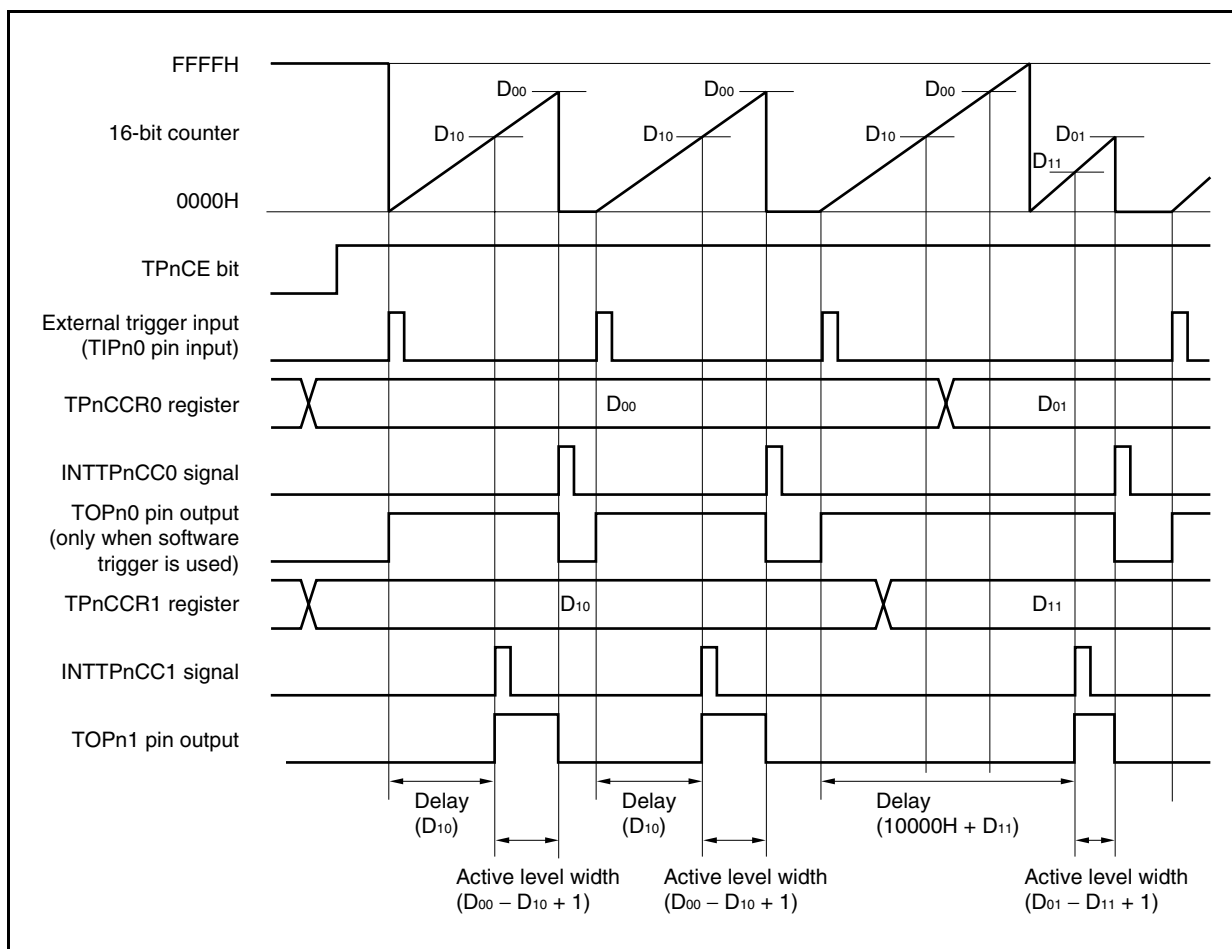 FFFFH
16-bit counter
0000H
D10 D00 D10 D00 D10 D00 D11 D01
TPnCE bit
External trigger input
(TIPn0 pin input)
TPnCCR0 register
D00 D01
INTTPnCC0 signal
TOPn0 pin output
(only when software
trigger is used)
TPnCCR1 register
D10 D11
INTTPnCC1 signal
TOPn1 pin output
Delay
(D10)
Delay
(D10)
Delay
(10000H + D11)
Active level width
(D00 − D10 + 1)
Active level width
(D00 − D10 + 1)
Active level width
(D01 − D11 + 1)